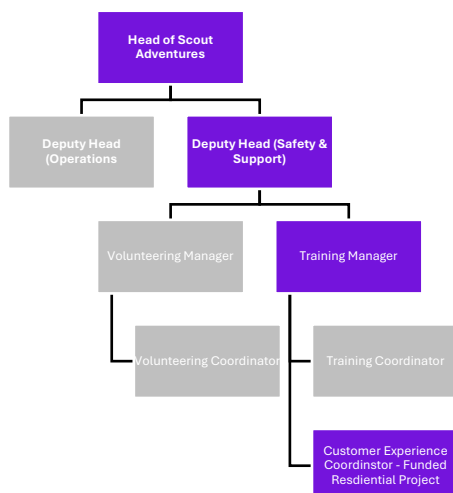 Head of Scout
Adventures
Deputy Head
(Operations
Deputy Head (Safety &
Support)
Volunteering Manager
Training Manager
Volunteering Coordinator
Training Coordinator
Customer Experience
Coordinstor - Funded
Resdiential Project